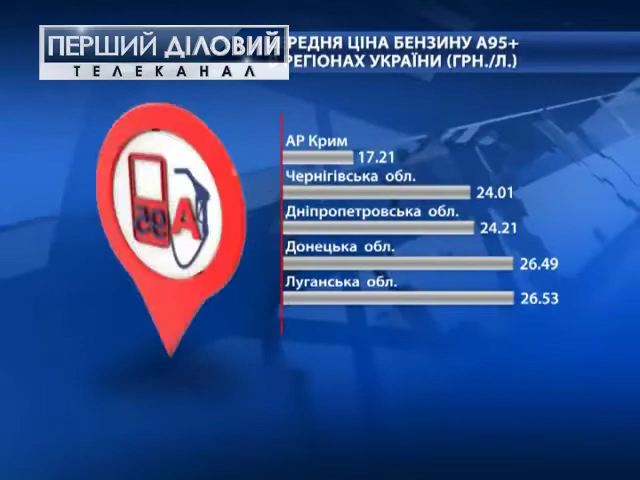 ПЕРШИЙ ДІЛОВИЙ
ТЕЛЕКАНАЛ
РЕДНЯ ЦІНА БЕНЗИНУ А95+
РЕГІОНАХ УКРАЇНИ (ГРН./Л.)
АР Крим
17.21
Чернігівська обл.
24.01
Дніпропетровська обл.
24.21
Донецька обл.
26.49
Луганська обл.
26.53
А95